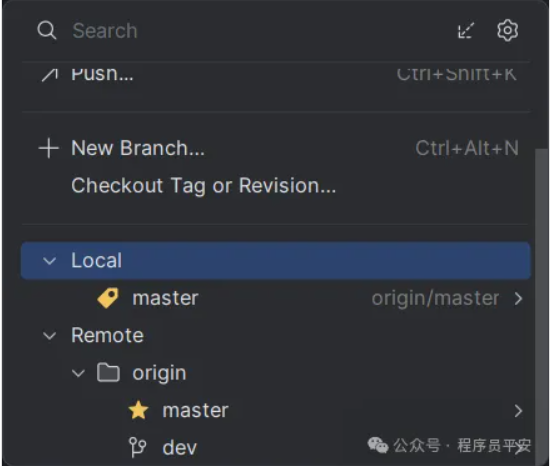 Search
Push... Ctrl+Shift+K
New Branch... Ctrl+Alt+N
Checkout Tag or Revision...
Local
master origin/master
Remote
origin
master
dev
公众号 · 程序员平安